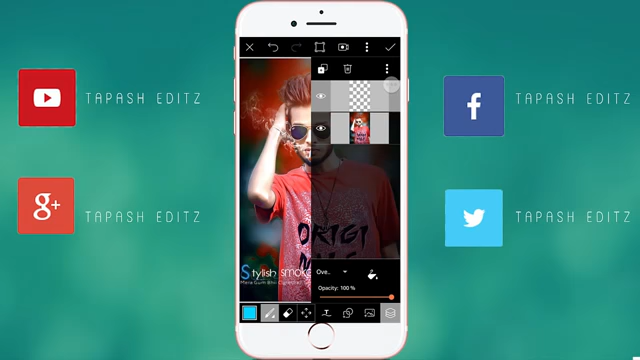 TAPASH EDITZ
TAPASH EDITZ
g+
TAPASH EDITZ
TAPASH EDITZ
ORIGI
Stylish smoke
Ove..
Opacity: 100 %